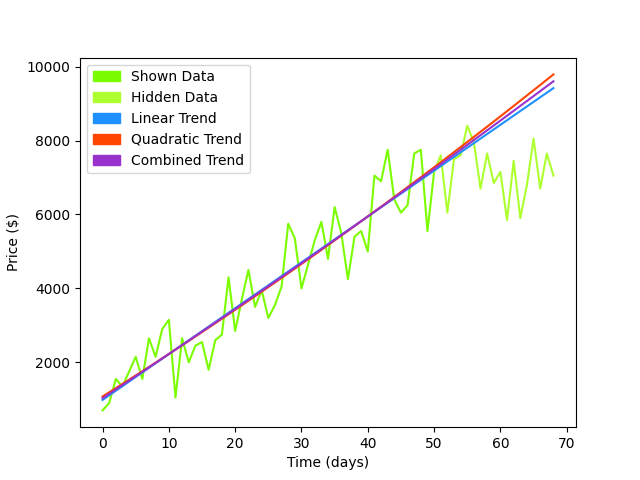 10000
8000
6000
4000
2000
Price ($)
Shown Data
Hidden Data
Linear Trend
Quadratic Trend
Combined Trend
0 10 20 30 40 50 60 70
Time (days)